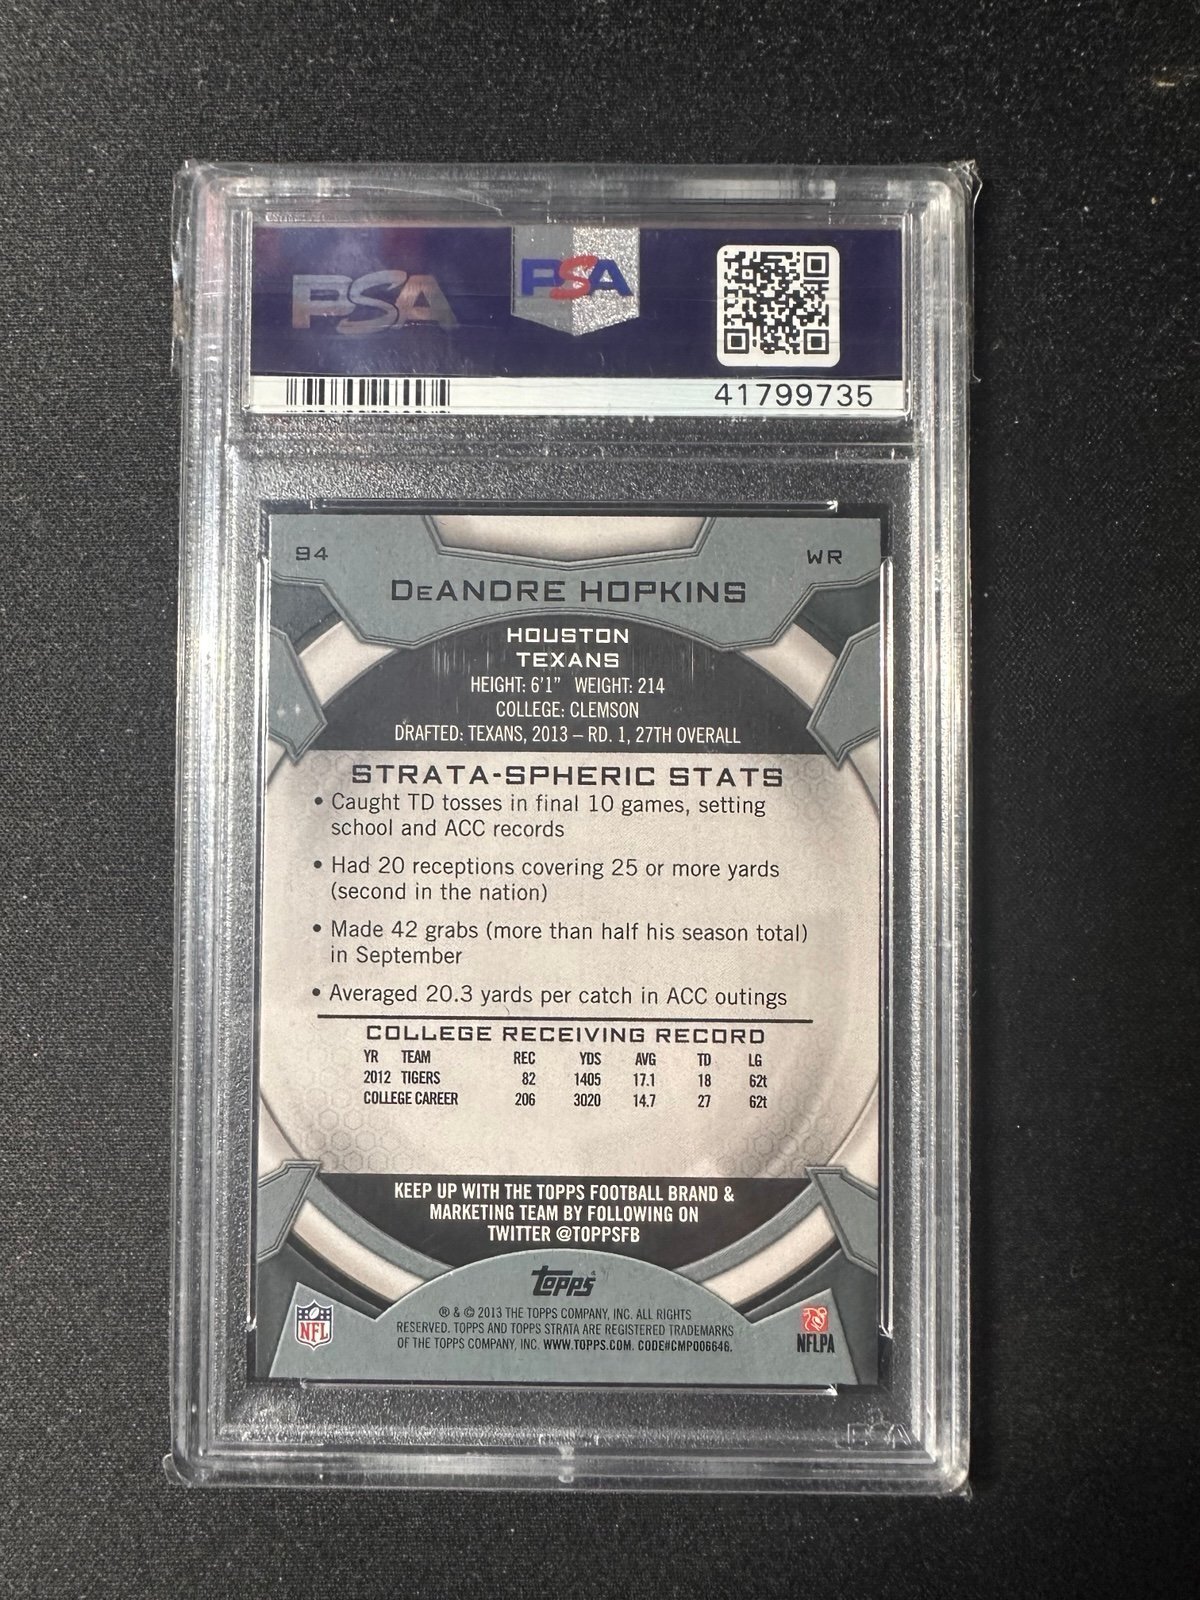 PSA
PSA
41799735
94
WR
DeANDRE HOPKINS
HOUSTON
TEXANS
HEIGHT: 6'1" WEIGHT: 214
COLLEGE: CLEMSON
DRAFTED: TEXANS, 2013 – RD. 1, 27TH OVERALL
STRATA-SPHERIC STATS
• Caught TD tosses in final 10 games, setting
school and ACC records
• Had 20 receptions covering 25 or more yards
(second in the nation)
• Made 42 grabs (more than half his season total)
in September
• Averaged 20.3 yards per catch in ACC outings
COLLEGE RECEIVING RECORD
YR TEAM REC YDS AVG TD LG
2012 TIGERS 82 1405 17.1 18 62t
COLLEGE CAREER 206 3020 14.7 27 62t
KEEP UP WITH THE TOPPS FOOTBALL BRAND &
MARKETING TEAM BY FOLLOWING ON
TWITTER @TOPPSFB
Topps
® & © 2013 THE TOPPS COMPANY, INC. ALL RIGHTS
RESERVED. TOPPS AND TOPPS STRATA ARE REGISTERED TRADEMARKS
OF THE TOPPS COMPANY, INC. WWW.TOPPS.COM. CODE#CMP006646.
NFL
NFLPA
PSA